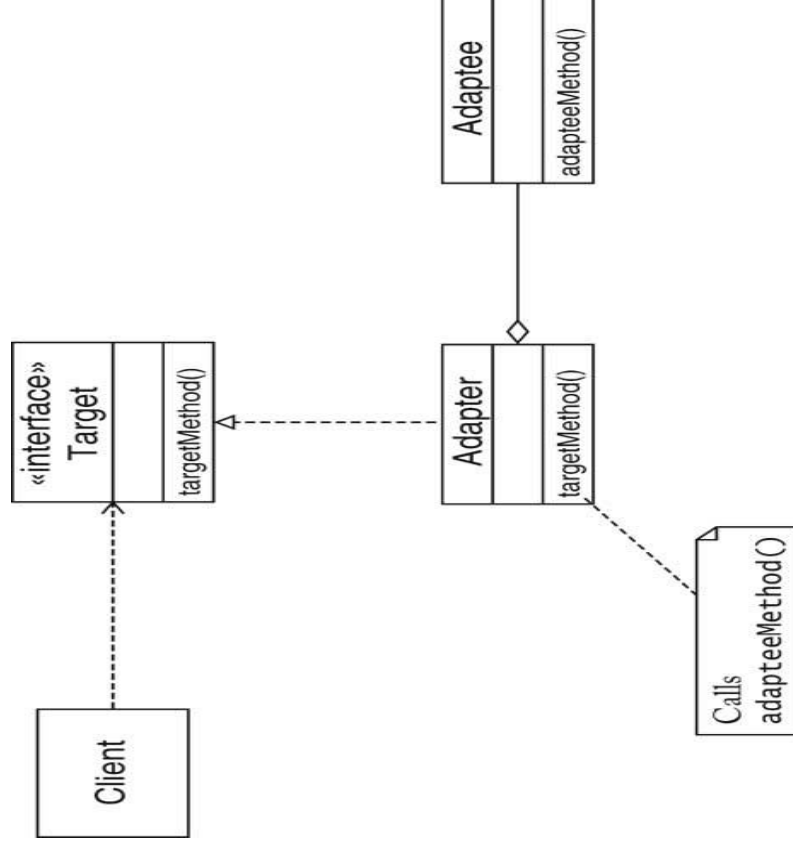 Client
«interface»
Target
targetMethod()
Adapter
targetMethod()
Adaptee
adapteeMethod()
Calls
adapteeMethod()